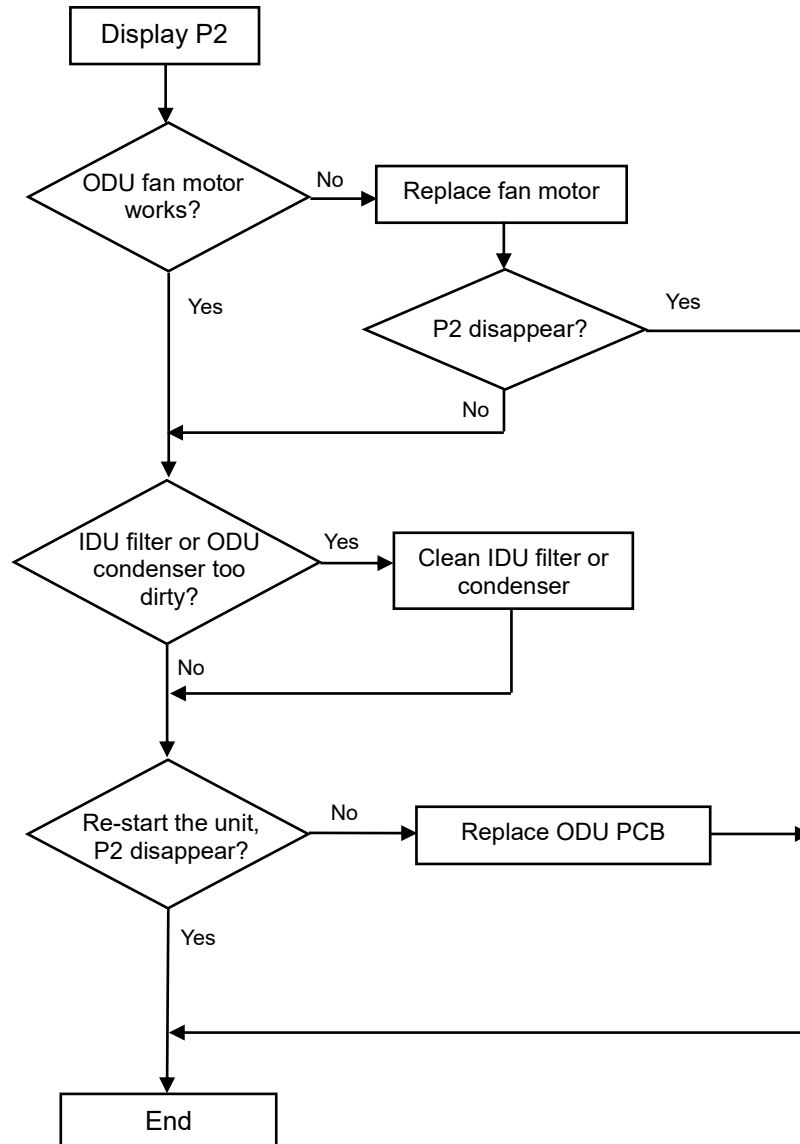 Display P2
ODU fan motor
works?
No
Replace fan motor
Yes
P2 disappear?
Yes
No
IDU filter or ODU
condenser too
dirty?
Yes
Clean IDU filter or
condenser
No
Re-start the unit,
P2 disappear?
No
Replace ODU PCB
Yes
End